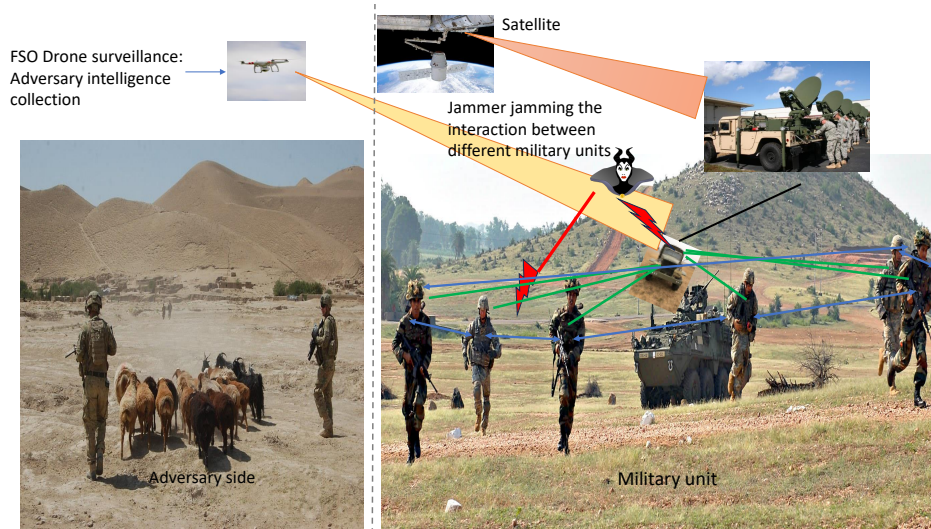 FSO Drone surveillance:
Adversary intelligence
collection
Satellite
Jammer jamming the
interaction between
different military units
Adversary side
Military unit